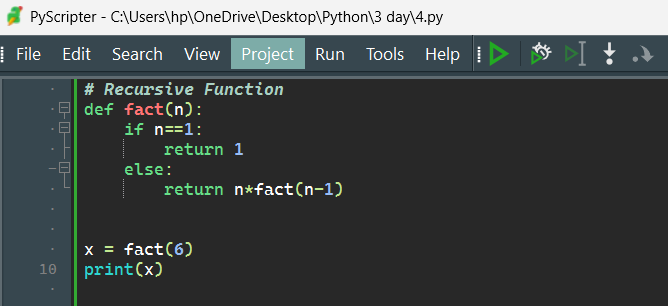 PyScripter - C:\Users\hp\OneDrive\Desktop\Python\3 day\4.py
File Edit Search View Project Run Tools Help
# Recursive Function
def fact(n):
    if n==1:
        return 1
    else:
        return n*fact(n-1)
x = fact(6)
10 print(x)